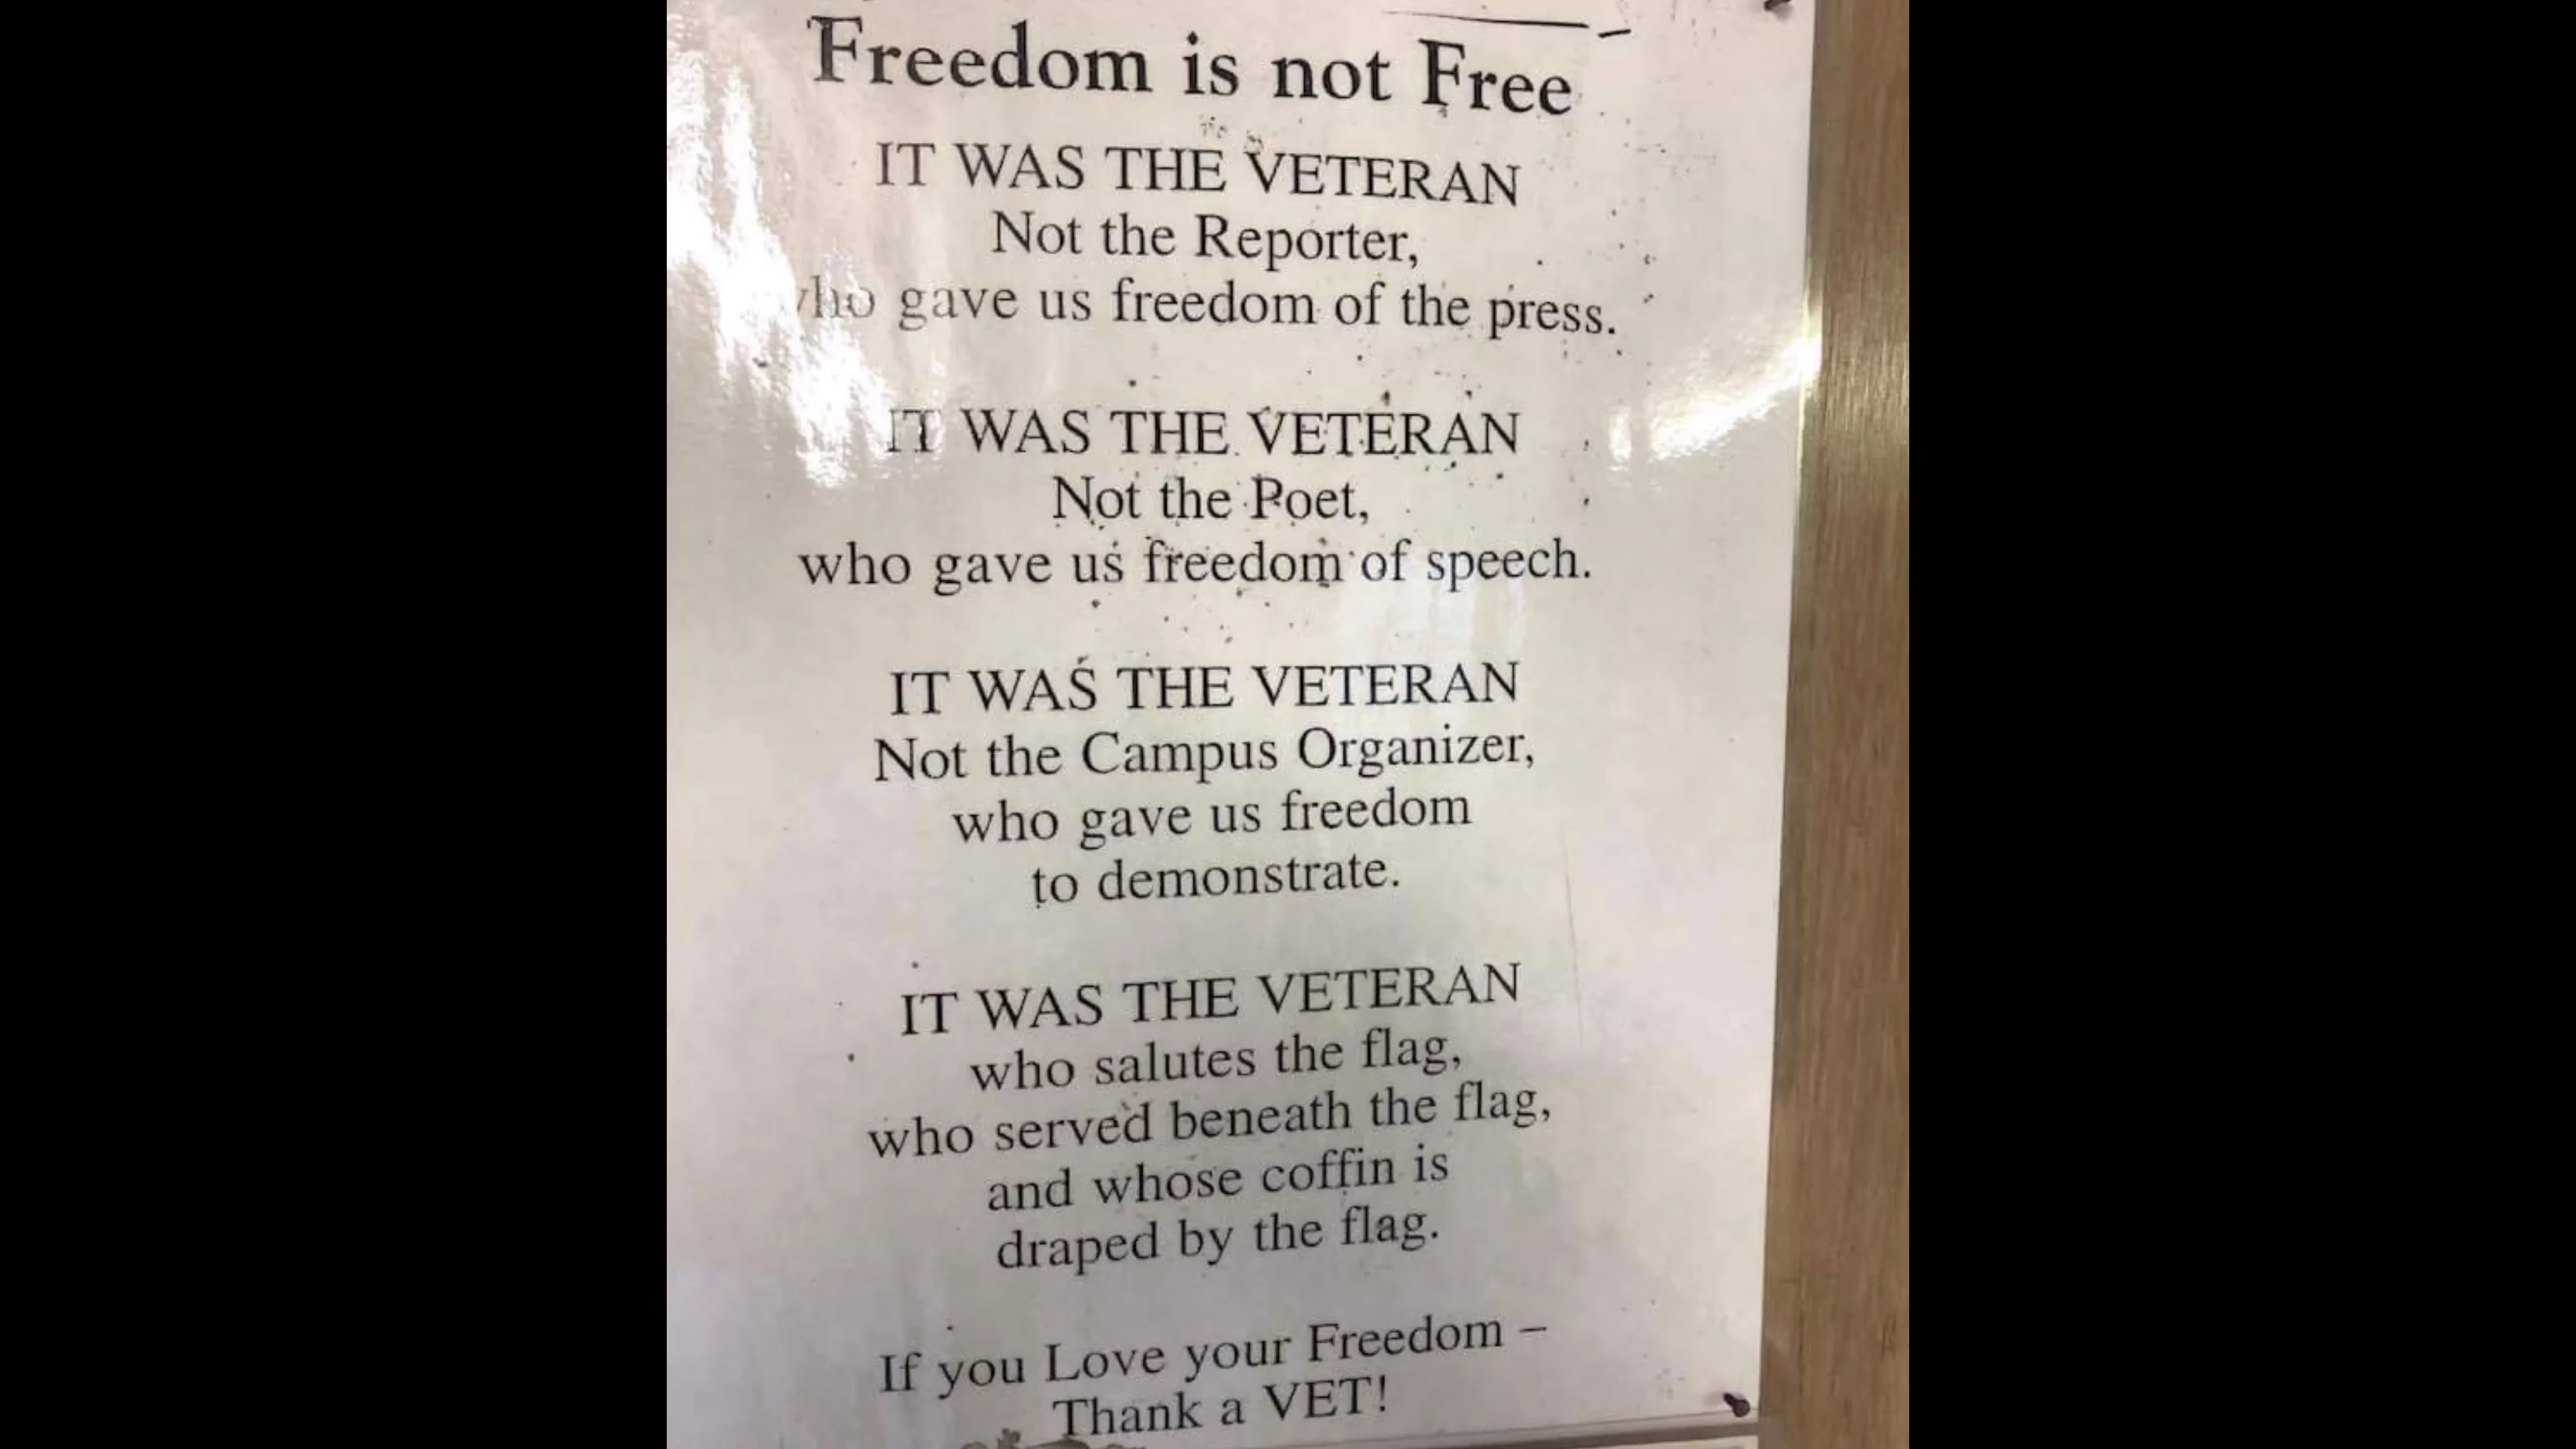 Freedom is not Free
IT WAS THE VETERAN
Not the Reporter,
who gave us freedom of the press.
IT WAS THE VETERAN
Not the Poet,
who gave us freedom of speech.
IT WAS THE VETERAN
Not the Campus Organizer,
who gave us freedom
to demonstrate.
IT WAS THE VETERAN
who salutes the flag,
who served beneath the flag,
and whose coffin is
draped by the flag.
If you Love your Freedom –
Thank a VET!